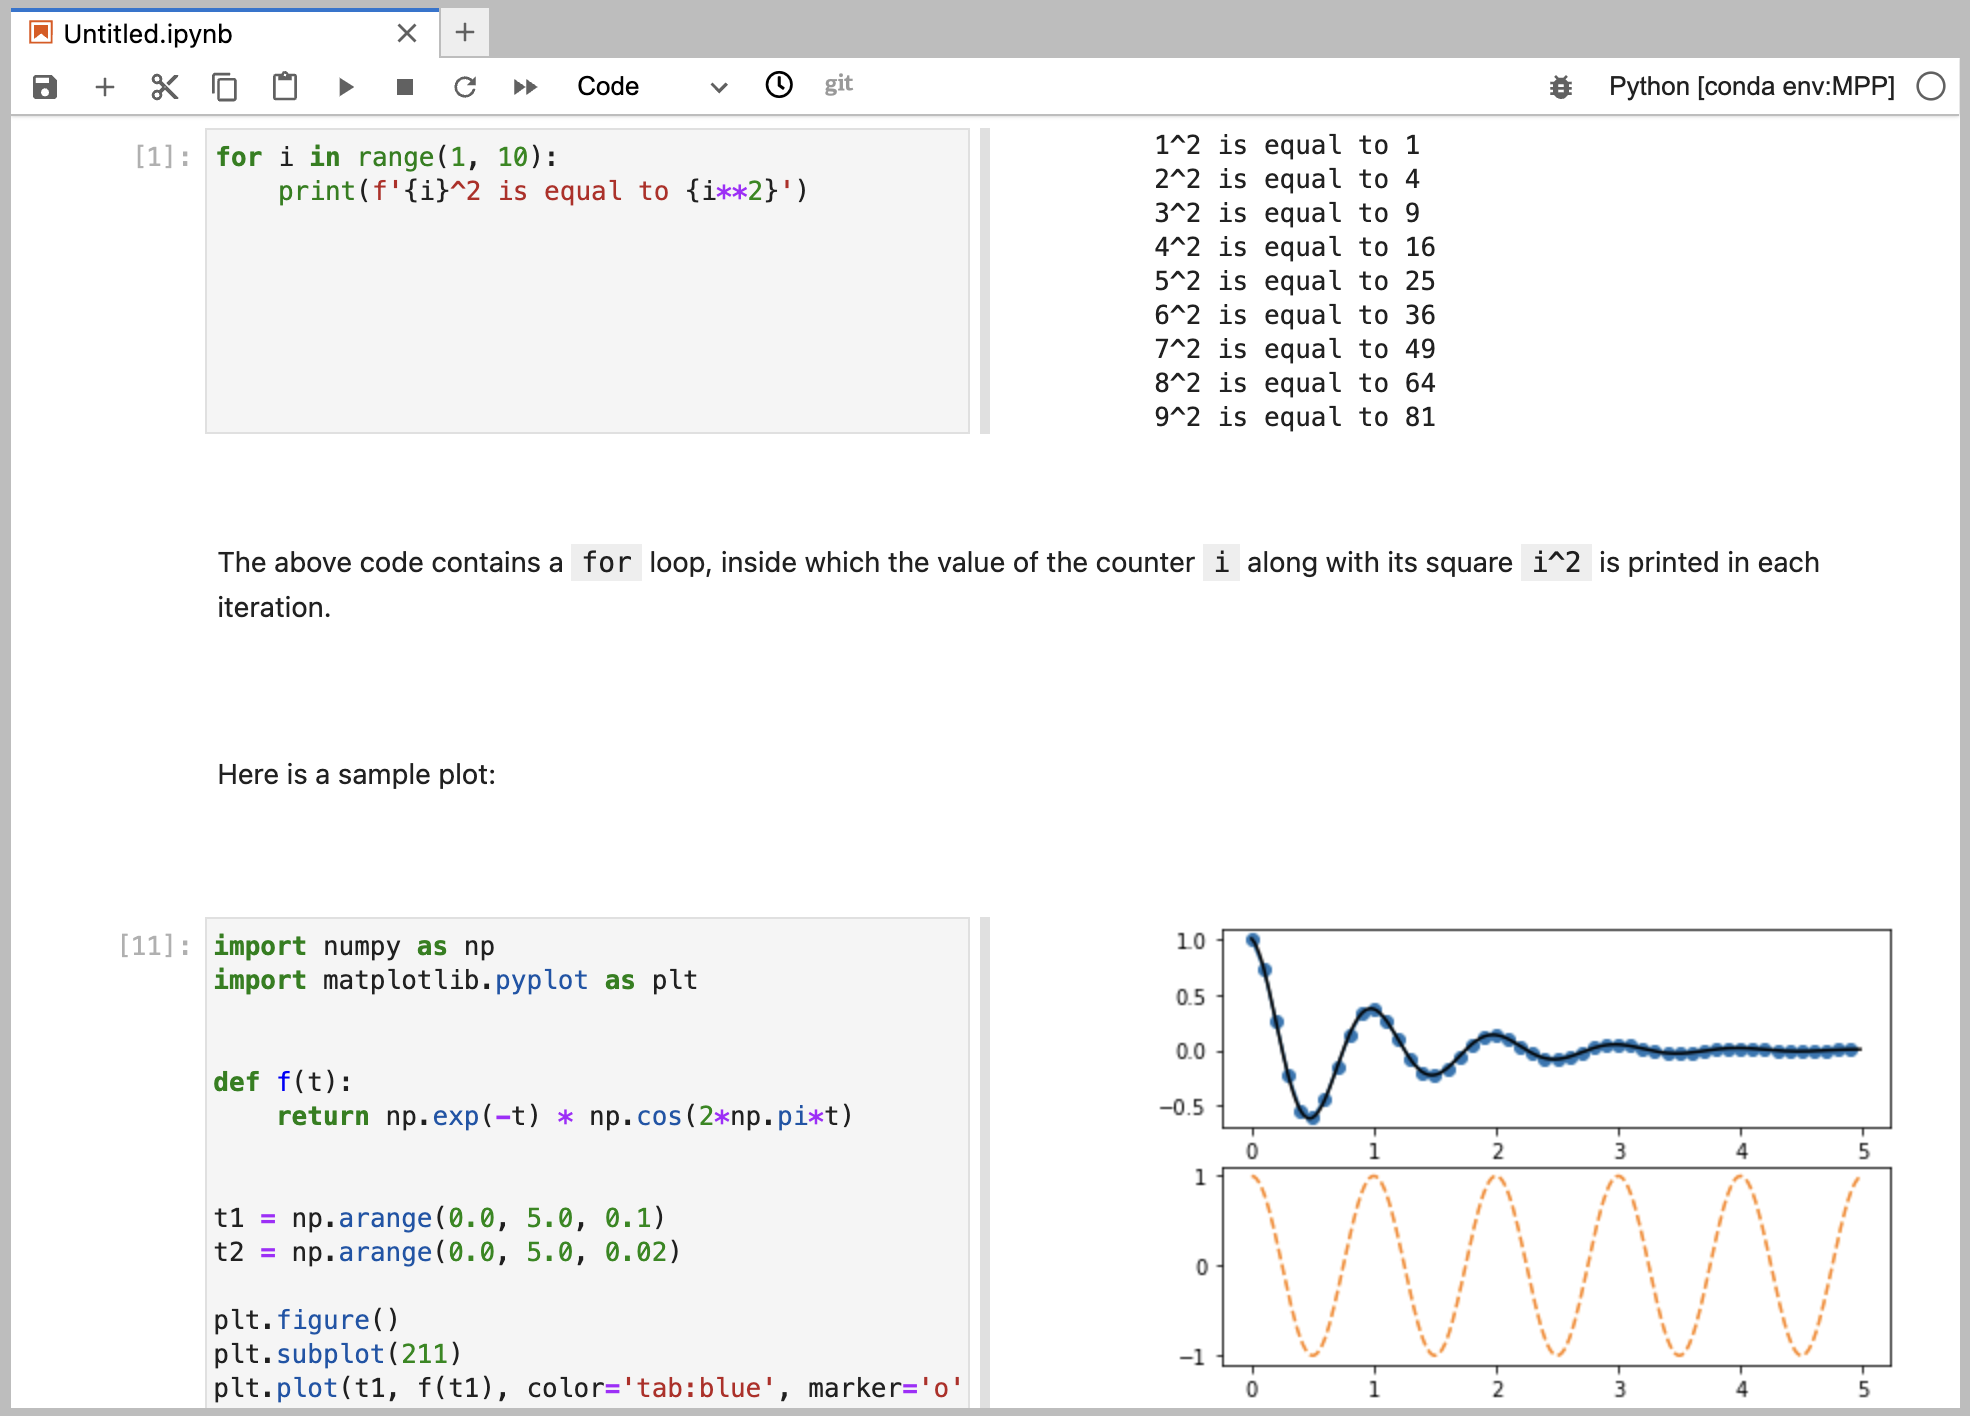 Untitled.ipynb
Code
git
Python [conda env:MPP]
[1]:
for i in range(1, 10):
    print(f'{i}^2 is equal to {i**2}')
1^2 is equal to 1
2^2 is equal to 4
3^2 is equal to 9
4^2 is equal to 16
5^2 is equal to 25
6^2 is equal to 36
7^2 is equal to 49
8^2 is equal to 64
9^2 is equal to 81
The above code contains a for loop, inside which the value of the counter i along with its square i^2 is printed in each
iteration.
Here is a sample plot:
[11]:
import numpy as np
import matplotlib.pyplot as plt
def f(t):
    return np.exp(-t) * np.cos(2*np.pi*t)
t1 = np.arange(0.0, 5.0, 0.1)
t2 = np.arange(0.0, 5.0, 0.02)
plt.figure()
plt.subplot(211)
plt.plot(t1, f(t1), color='tab:blue', marker='o'
1.0
0.5
0.0
−0.5
0 1 2 3 4 5
1
0
−1
0 1 2 3 4 5